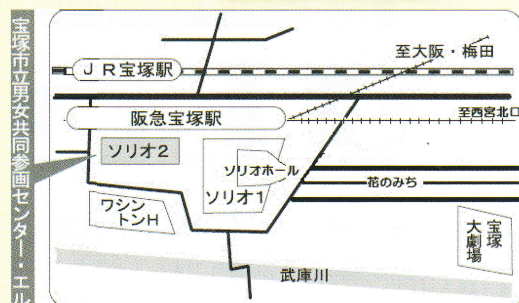 宝塚市立男女共同参画センター・エル
JR宝塚駅
至大阪・梅田
阪急宝塚駅
至西宮北口
ソリオ2
ソリオホール
ソリオ1
花のみち
ワシン
トンH
宝塚
大劇場
武庫川